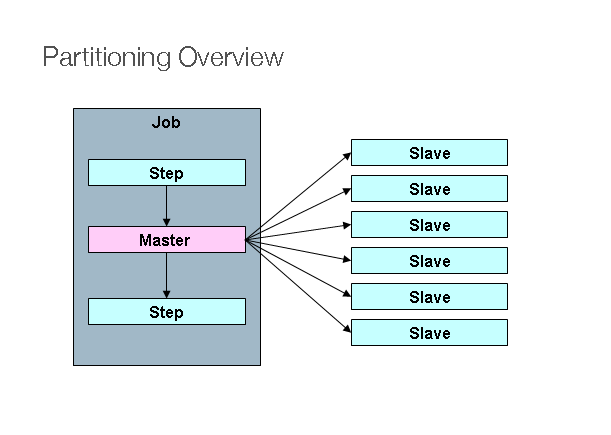 Partitioning Overview
Job
Step
Master
Step
Slave
Slave
Slave
Slave
Slave
Slave